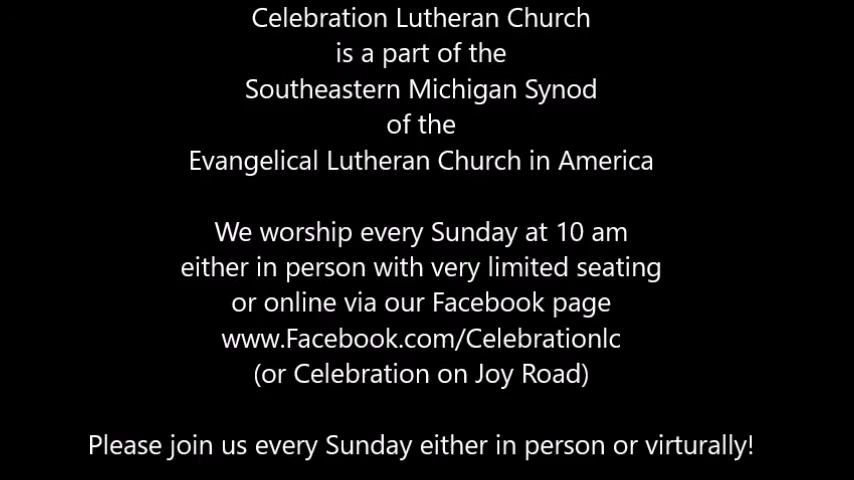 Celebration Lutheran Church
is a part of the
Southeastern Michigan Synod
of the
Evangelical Lutheran Church in America
We worship every Sunday at 10 am
either in person with very limited seating
or online via our Facebook page
www.Facebook.com/Celebrationlc
(or Celebration on Joy Road)
Please join us every Sunday either in person or virturally!